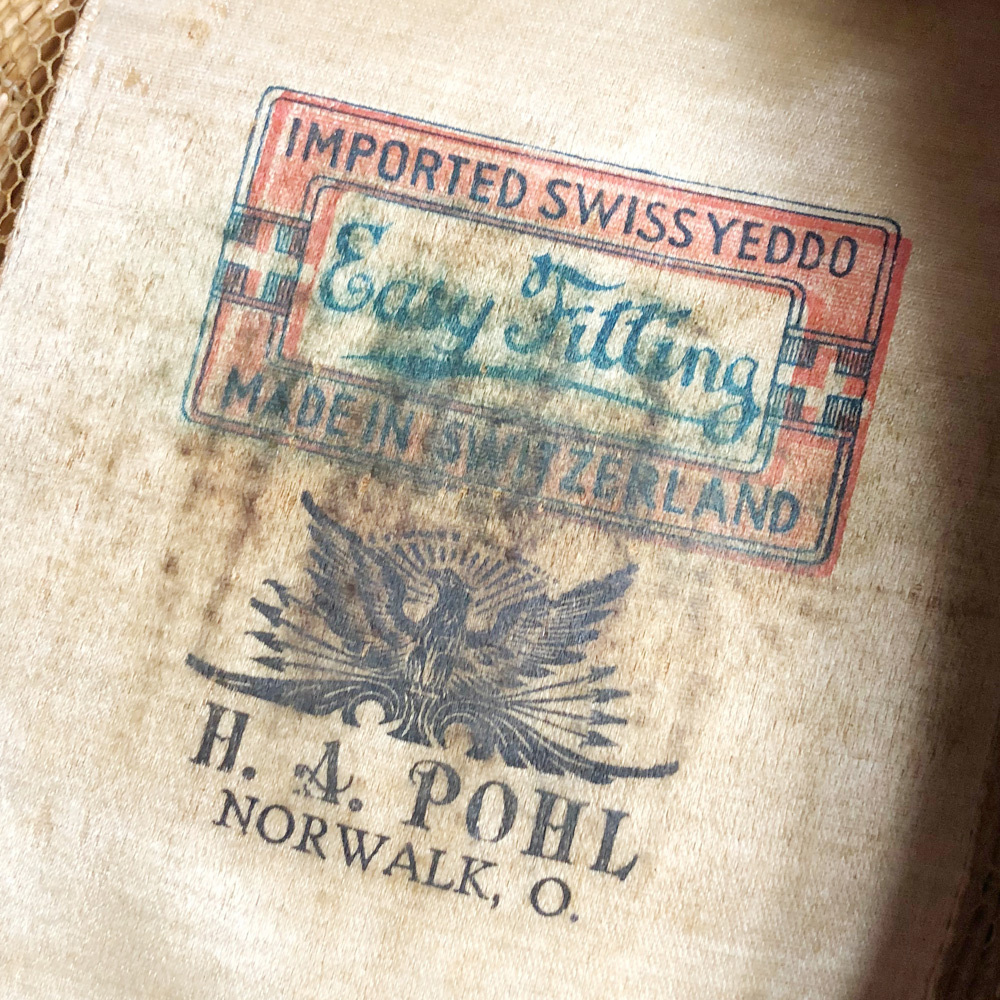 IMPORTED SWISS YEDDO
Easy Fitting
MADE IN SWITZERLAND
H. A. POHL
NORWALK, O.